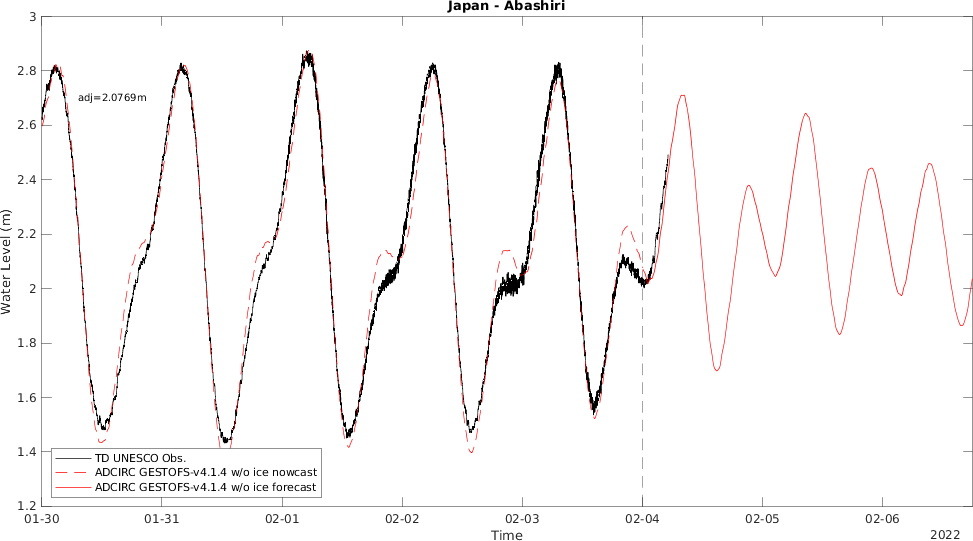 Japan - Abashiri
3
2.8
2.6
2.4
2.2
2
1.8
1.6
1.4
1.2
Water Level (m)
adj=2.0769m
TD UNESCO Obs.
ADCIRC GESTOFS-v4.1.4 w/o ice nowcast
ADCIRC GESTOFS-v4.1.4 w/o ice forecast
01-30 01-31 02-01 02-02 02-03 02-04 02-05 02-06
Time
2022